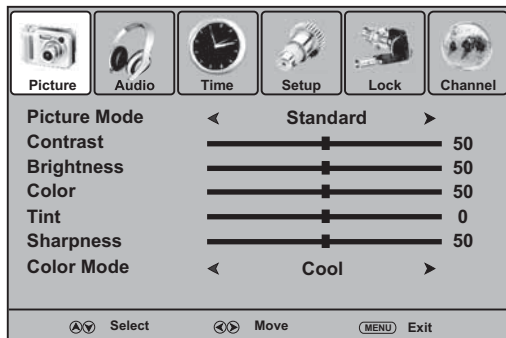 Picture Audio Time Setup Lock Channel
Picture Mode Standard
Contrast 50
Brightness 50
Color 50
Tint 0
Sharpness 50
Color Mode Cool
Select Move MENU Exit